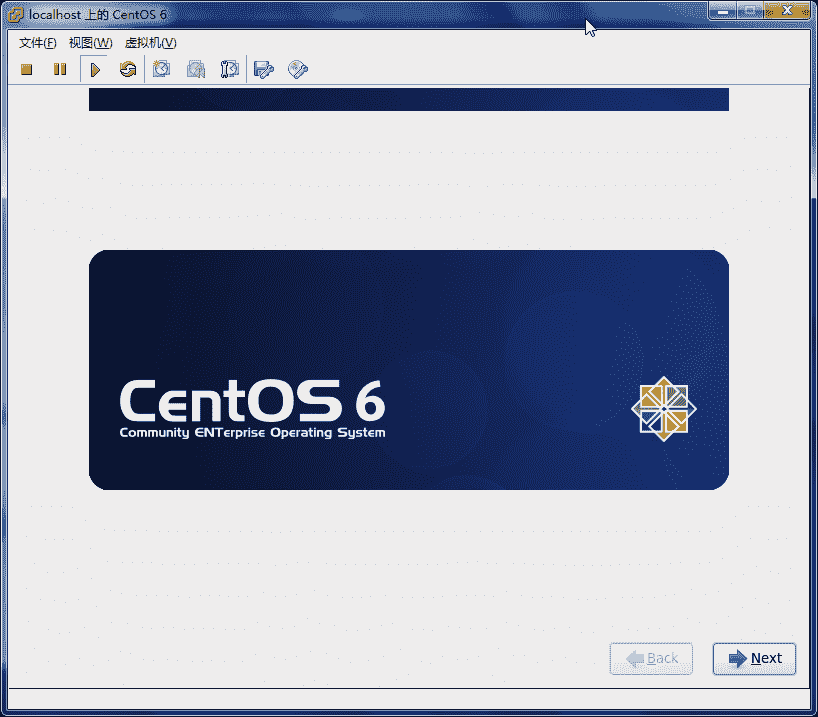 localhost 上的 CentOS 6
文件(F) 视图(W) 虚拟机(V)
CentOS 6
Community ENTerprise Operating System
Back Next